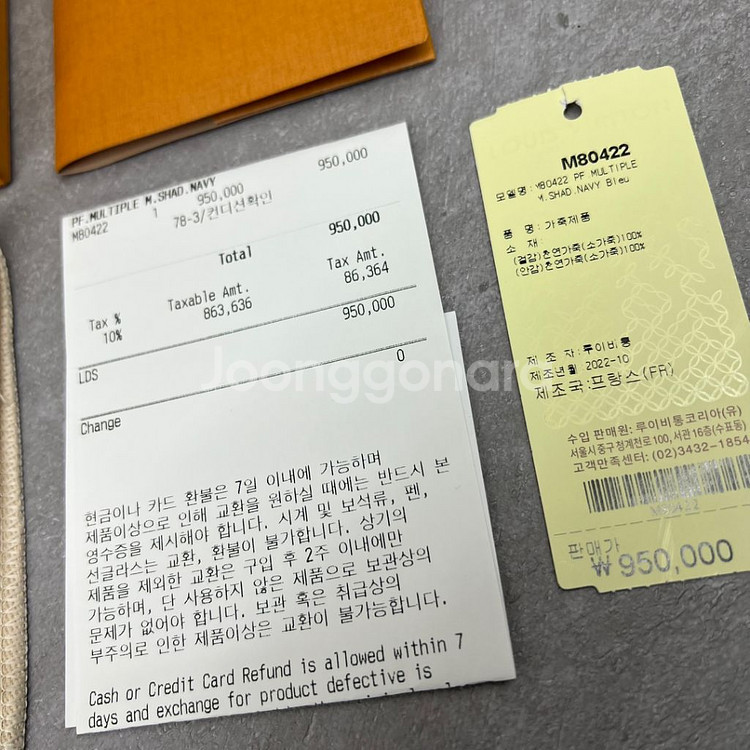 PF.MULTIPLE M.SHAD.NAVY
M80422 1 950,000 950,000
78-3/컨디션확인
Total 950,000
Tax % Taxable Amt. Tax Amt.
10% 863,636 86,364
LDS 950,000
Change 0
현금이나 카드 환불은 7일 이내에 가능하며
제품이상으로 인해 교환을 원하실 때에는 반드시 본
영수증을 제시해야 합니다. 시계 및 보석류, 펜,
선글라스는 교환, 환불이 불가합니다. 상기의
제품을 제외한 교환은 구입 후 2주 이내에만
가능하며, 단 사용하지 않은 제품으로 보관상의
문제가 없어야 합니다. 보관 혹은 취급상의
부주의로 인한 제품이상은 교환이 불가능합니다.
Cash or Credit Card Refund is allowed within 7
days and exchange for product defective is
M80422
모델명:M80422 PF.MULTIPLE
M.SHAD.NAVY Bleu
품 명:가죽제품
소 재:
(겉감)천연가죽(소가죽)100%
(안감)천연가죽(소가죽)100%
제 조 자:루이비통
제조년월 2022-10
제조국:프랑스(FR)
수입 판매원: 루이비통코리아(유)
서울시중구청계천로100, 서관16층(수표동)
고객만족센터: (02)3432-1854
M80422
판매가
₩950,000
Joonggonara